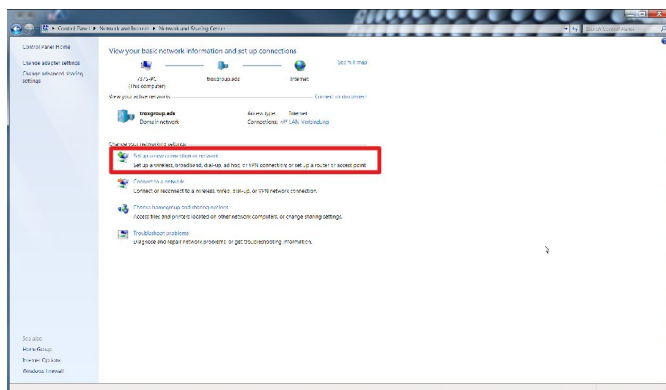 Control Panel ▸ Network and Internet ▸ Network and Sharing Center
Search Control Panel
Control Panel Home
Change adapter settings
Change advanced sharing
settings
View your basic network information and set up connections
See full map
(This computer)
Internet
View your active networks
Connect or disconnect
Domain network
Access type: Internet
Connections: LAN-Verbindung
Change your networking settings
Set up a new connection or network
Set up a wireless, broadband, dial-up, ad hoc, or VPN connection; or set up a router or access point.
Connect to a network
Connect or reconnect to a wireless, wired, dial-up, or VPN network connection.
Choose homegroup and sharing options
Access files and printers located on other network computers, or change sharing settings.
Troubleshoot problems
Diagnose and repair network problems, or get troubleshooting information.
See also
HomeGroup
Internet Options
Windows Firewall